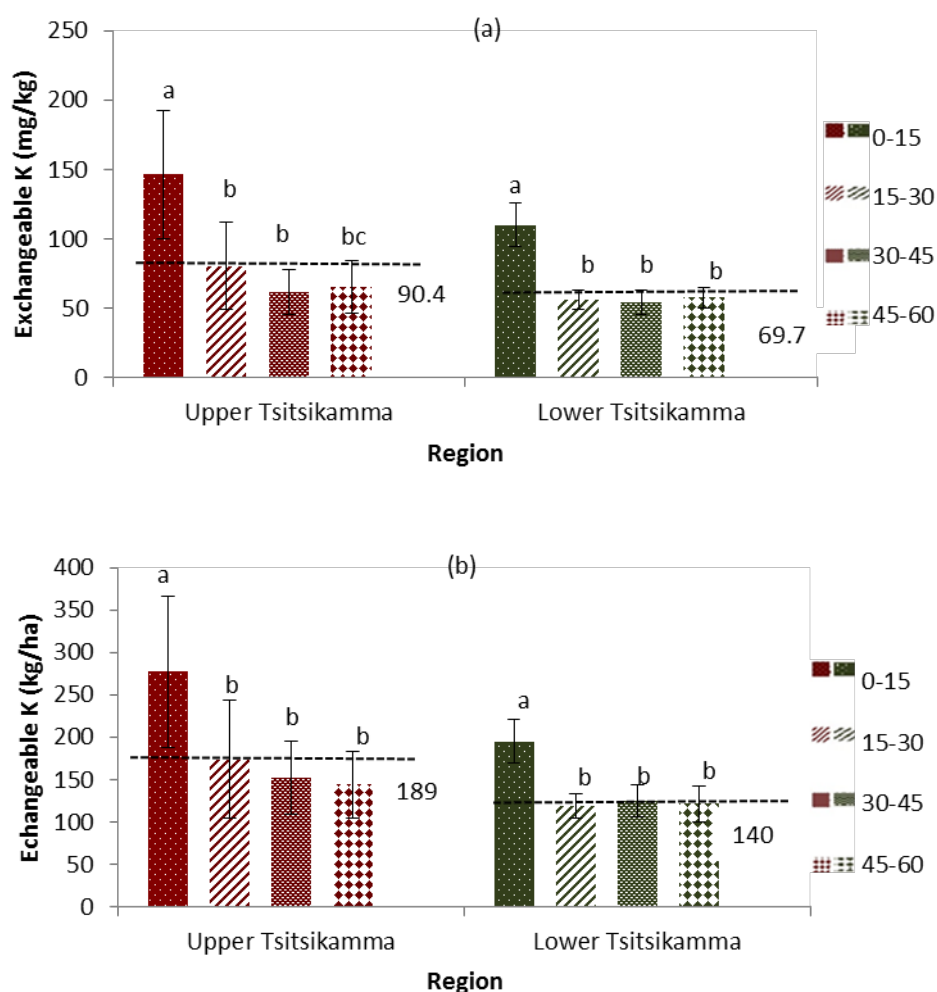 (a)
Exchangeable K (mg/kg)
250
200
150
100
50
0
a
b
b
bc
90.4
a
b
b
b
69.7
Upper Tsitsikamma
Lower Tsitsikamma
Region
0-15
15-30
30-45
45-60
(b)
Echangeable K (kg/ha)
400
350
300
250
200
150
100
50
0
a
b
b
b
189
a
b
b
b
140
Upper Tsitsikamma
Lower Tsitsikamma
Region
0-15
15-30
30-45
45-60